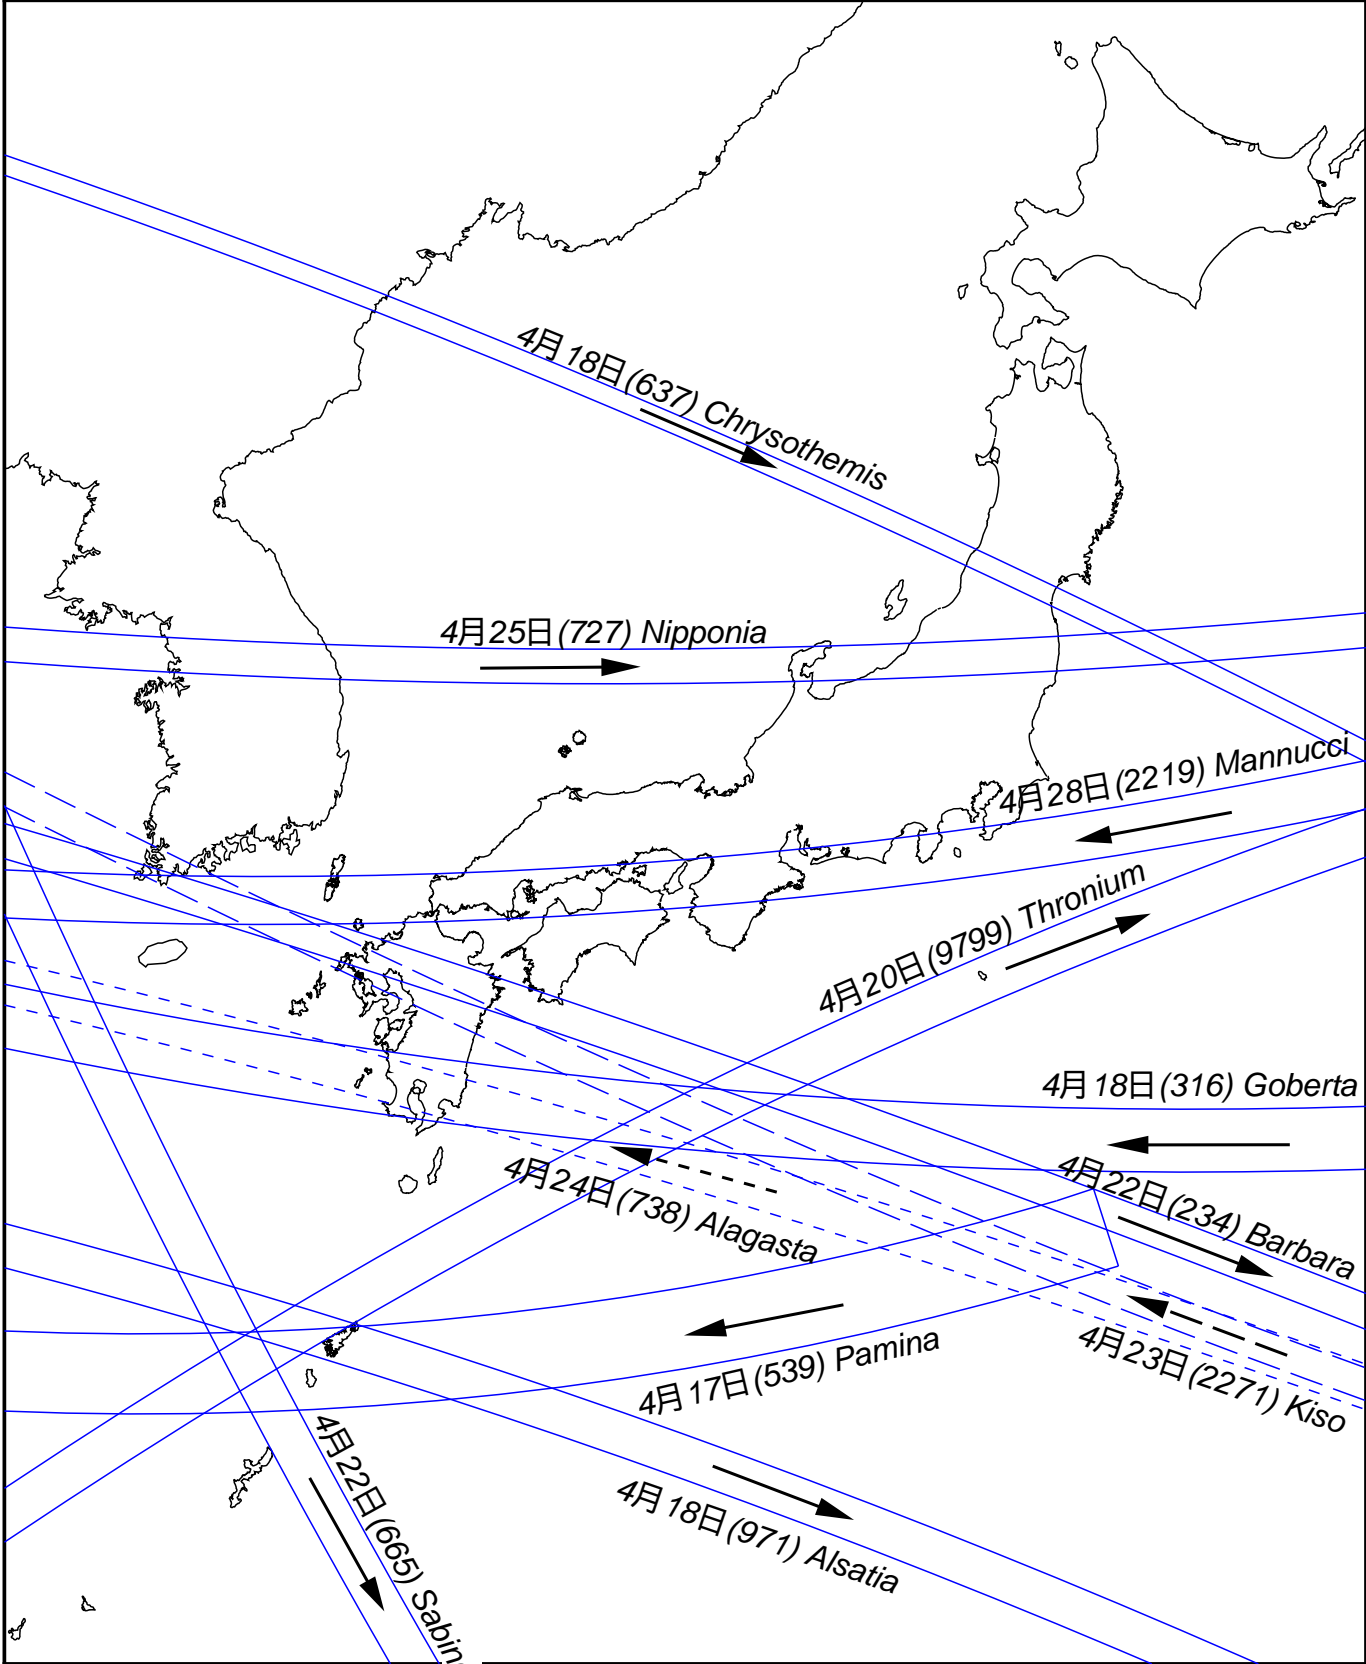 4月18日(637) Chrysothemis
4月25日(727) Nipponia
4月28日(2219) Mannucci
4月20日(9799) Thronium
4月18日(316) Goberta
4月22日(234) Barbara
4月24日(738) Alagasta
4月23日(2271) Kiso
4月17日(539) Pamina
4月22日(665) Sabin
4月18日(971) Alsatia